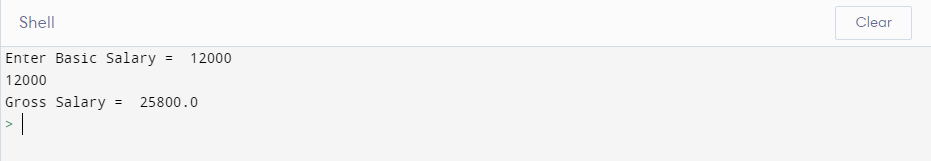 Shell
Clear
Enter Basic Salary =  12000
12000
Gross Salary =  25800.0
>